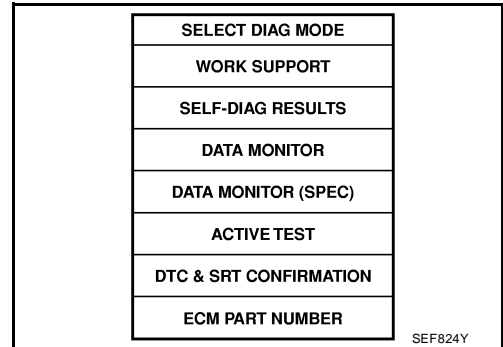 SELECT DIAG MODE
WORK SUPPORT
SELF-DIAG RESULTS
DATA MONITOR
DATA MONITOR (SPEC)
ACTIVE TEST
DTC & SRT CONFIRMATION
ECM PART NUMBER
SEF824Y